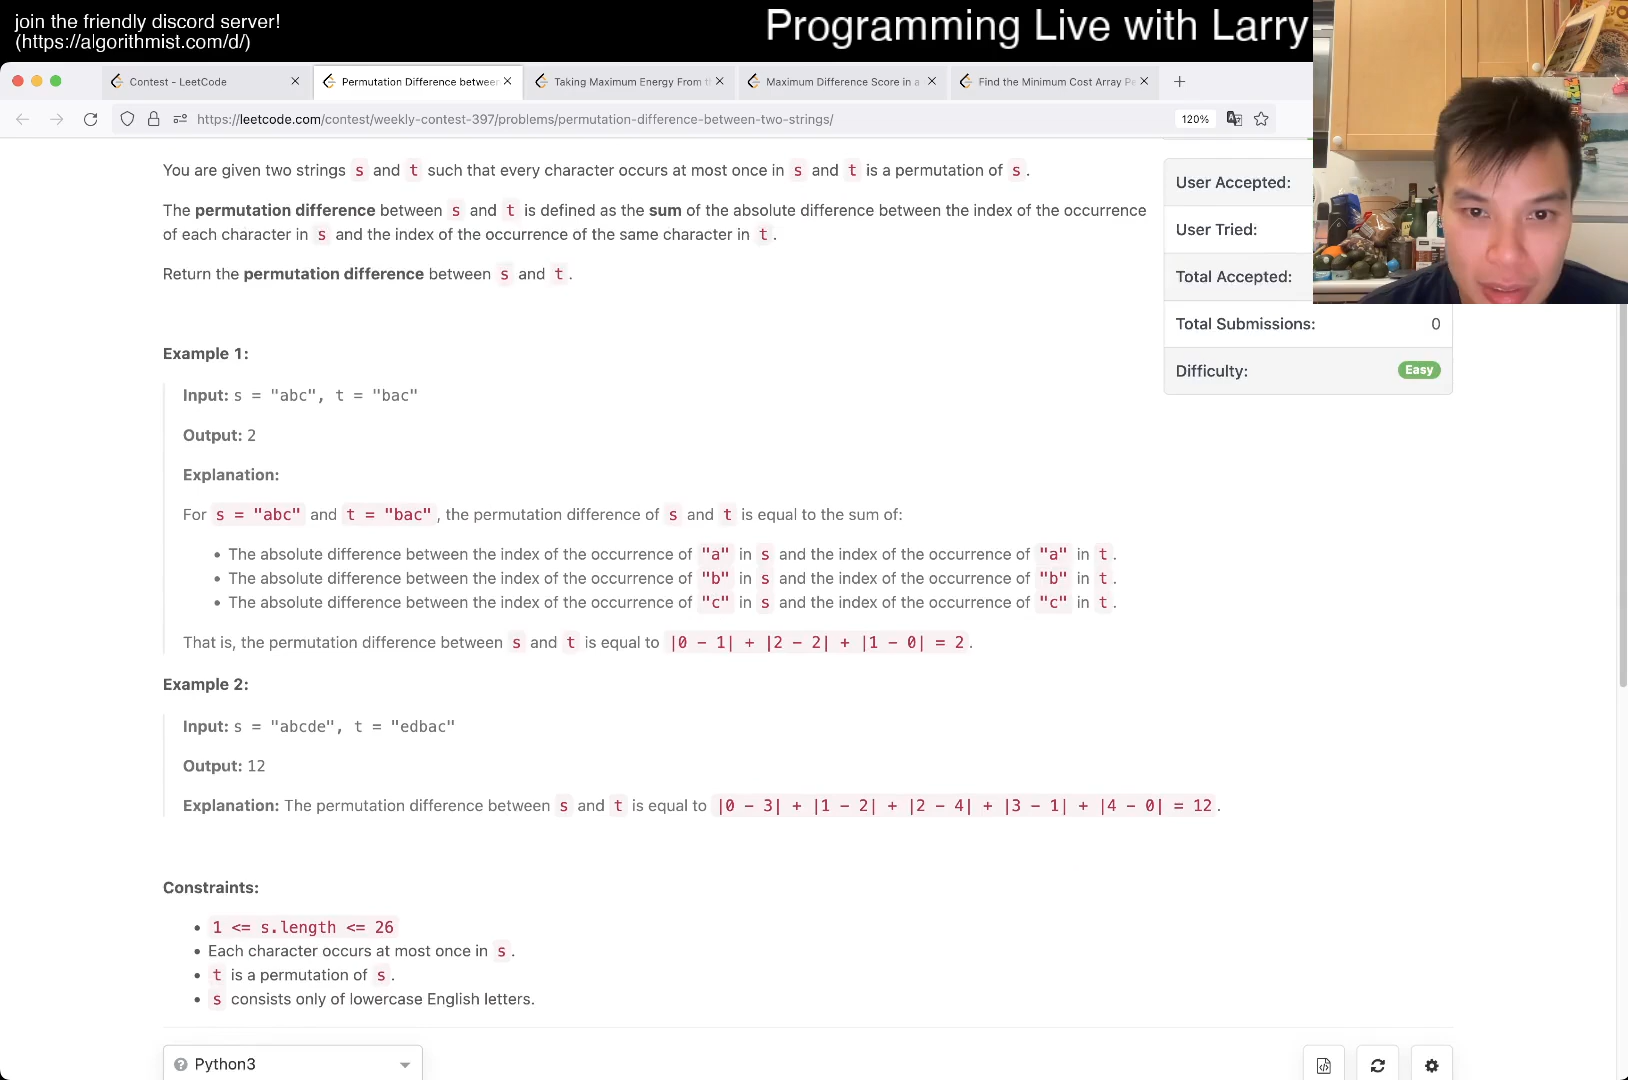 join the friendly discord server!
(https://algorithmist.com/d/)
Programming Live with Larry
Contest - LeetCode
Permutation Difference between
Taking Maximum Energy From
Maximum Difference Score in a
Find the Minimum Cost Array Pe
https://leetcode.com/contest/weekly-contest-397/problems/permutation-difference-between-two-strings/
120%
You are given two strings s and t such that every character occurs at most once in s and t is a permutation of s.
The permutation difference between s and t is defined as the sum of the absolute difference between the index of the occurrence
of each character in s and the index of the occurrence of the same character in t.
Return the permutation difference between s and t.
User Accepted:
User Tried:
Total Accepted:
Total Submissions: 0
Difficulty: Easy
Example 1:
Input: s = "abc", t = "bac"
Output: 2
Explanation:
For s = "abc" and t = "bac", the permutation difference of s and t is equal to the sum of:
• The absolute difference between the index of the occurrence of "a" in s and the index of the occurrence of "a" in t.
• The absolute difference between the index of the occurrence of "b" in s and the index of the occurrence of "b" in t.
• The absolute difference between the index of the occurrence of "c" in s and the index of the occurrence of "c" in t.
That is, the permutation difference between s and t is equal to |0 - 1| + |2 - 2| + |1 - 0| = 2.
Example 2:
Input: s = "abcde", t = "edbac"
Output: 12
Explanation: The permutation difference between s and t is equal to |0 - 3| + |1 - 2| + |2 - 4| + |3 - 1| + |4 - 0| = 12.
Constraints:
• 1 <= s.length <= 26
• Each character occurs at most once in s.
• t is a permutation of s.
• s consists only of lowercase English letters.
Python3